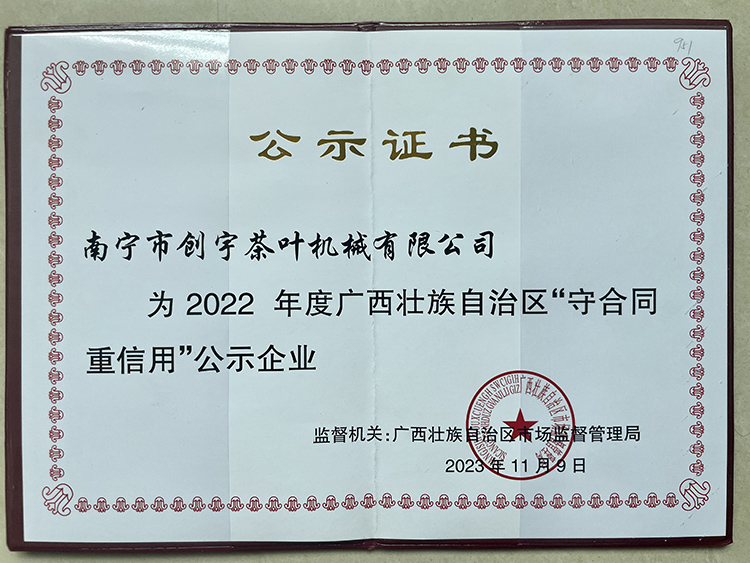 951
公示证书
南宁市创宇茶叶机械有限公司
为 2022 年度广西壮族自治区“守合同
重信用”公示企业
监督机关：广西壮族自治区市场监督管理局
2023 年 11 月 9 日